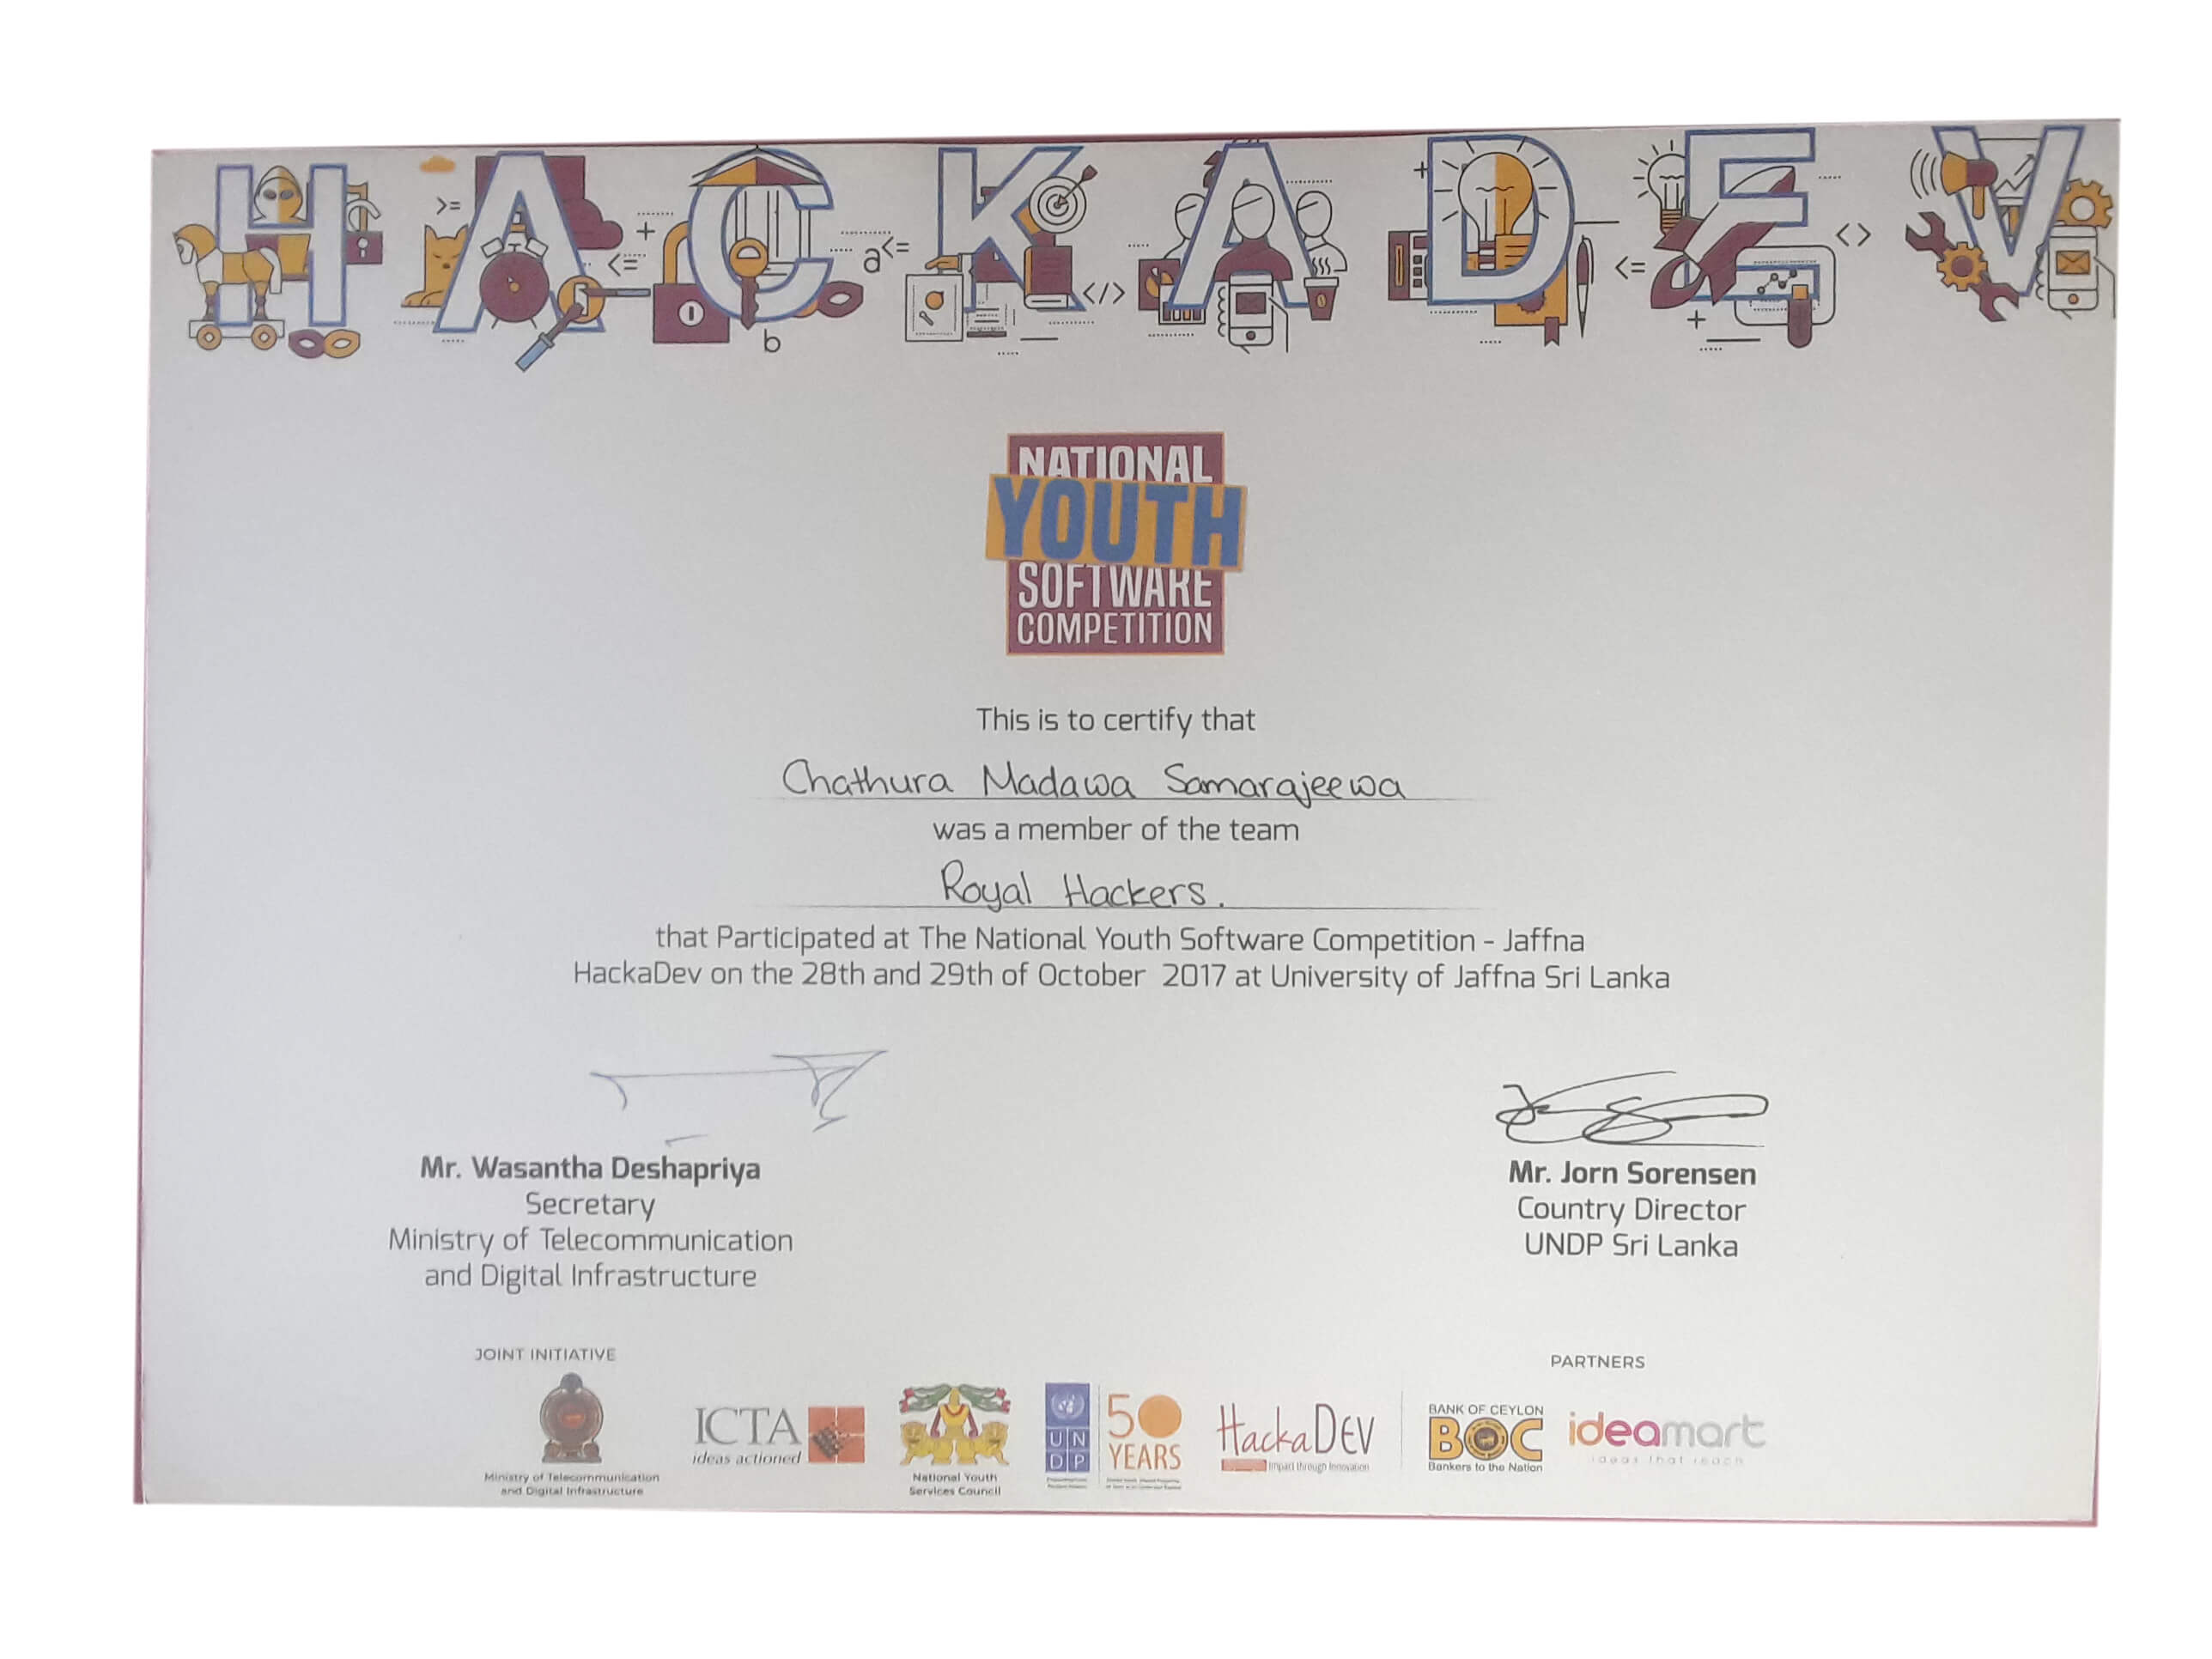 HACKADEV
>=
+
<=
a<=
b
</>
+
<=
+
<>
NATIONAL
YOUTH
SOFTWARE
COMPETITION
This is to certify that
Chathura Madawa Samarajeewa
was a member of the team
Royal Hackers.
that Participated at The National Youth Software Competition - Jaffna
HackaDev on the 28th and 29th of October 2017 at University of Jaffna Sri Lanka
Mr. Wasantha Deshapriya
Secretary
Ministry of Telecommunication
and Digital Infrastructure
Mr. Jorn Sorensen
Country Director
UNDP Sri Lanka
JOINT INITIATIVE
Ministry of Telecommunication
and Digital Infrastructure
ICTA
ideas actioned
National Youth
Services Council
UN
DP
50
YEARS
HackaDEV
Impact through Innovation
PARTNERS
BANK OF CEYLON
BOC
Bankers to the Nation
ideamart
ideas that reach